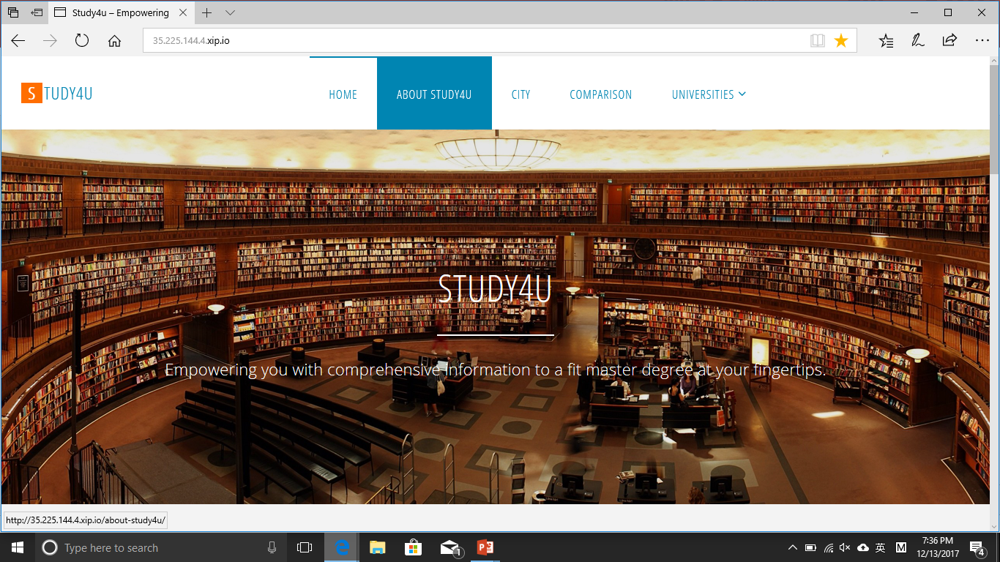 Study4u – Empowering
35.225.144.4.xip.io
STUDY4U
HOME
ABOUT STUDY4U
CITY
COMPARISON
UNIVERSITIES
STUDY4U
Empowering you with comprehensive information to a fit master degree at your fingertips.
http://35.225.144.4.xip.io/about-study4u/
Type here to search
1
英
M
7:36 PM
12/13/2017
4